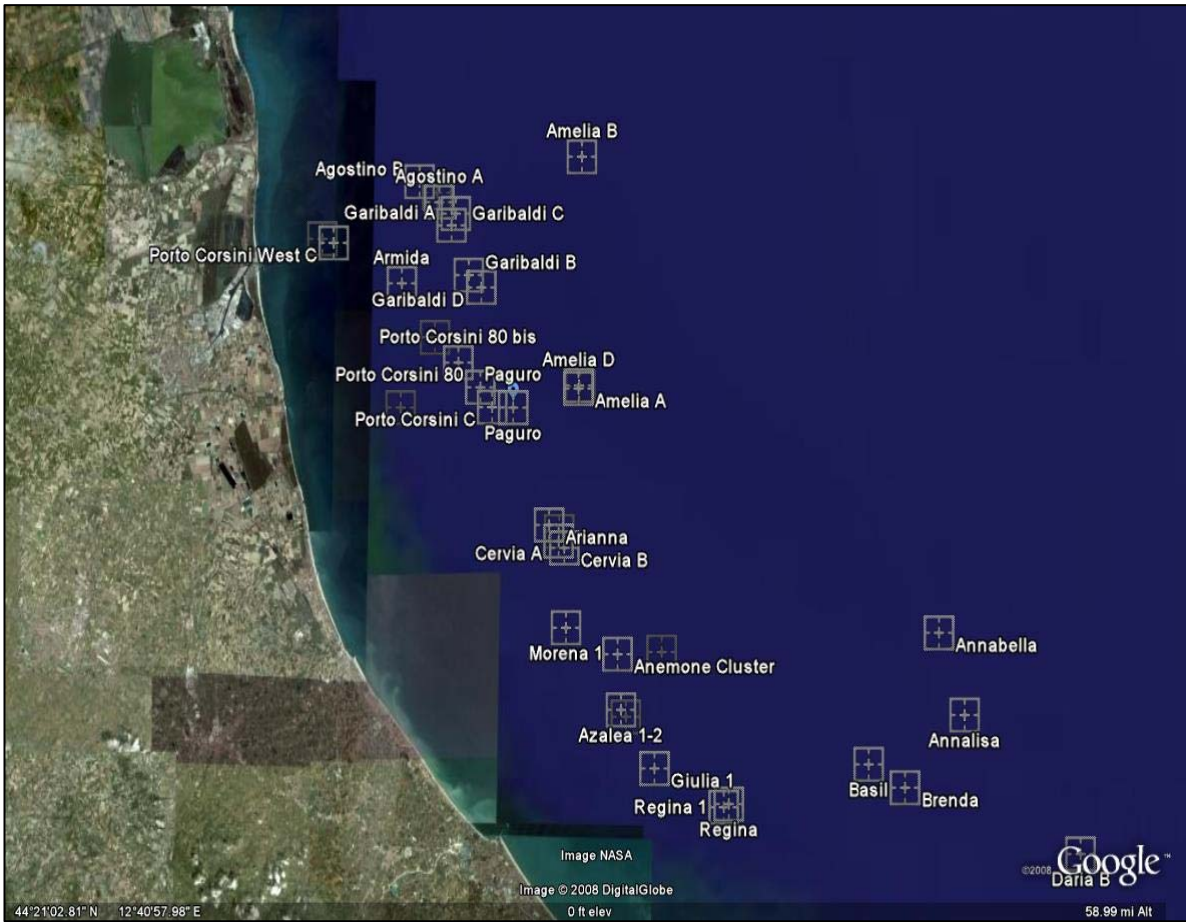 Amelia B
Agostino B
Agostino A
Garibaldi A
Garibaldi C
Porto Corsini West C
Armida
Garibaldi B
Garibaldi D
Porto Corsini 80 bis
Amelia D
Porto Corsini 80
Paguro
Amelia A
Porto Corsini C
Paguro
Arianna
Cervia A
Cervia B
Morena 1
Annabella
Anemone Cluster
Azalea 1-2
Annalisa
Giulia 1
Basil
Brenda
Regina 1
Regina
Image NASA
©2008 Google™
Daria B
Image © 2008 DigitalGlobe
44°21'02.81" N 12°40'57.98" E
0 ft elev
58.99 mi Alt